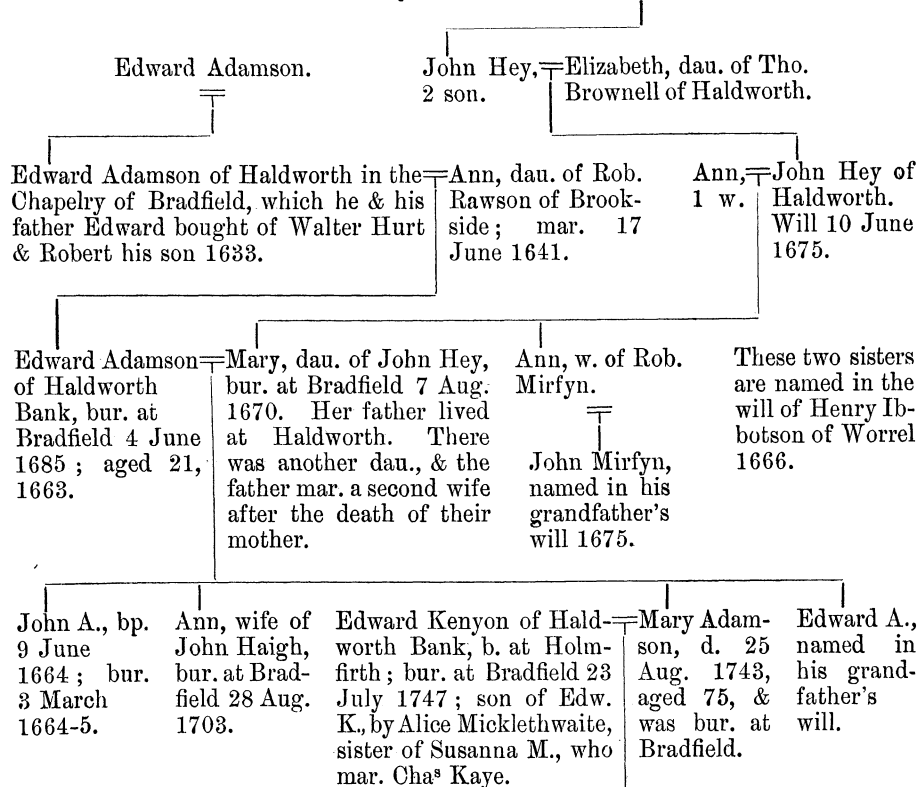 Edward Adamson.
John Hey,=Elizabeth, dau. of Tho.
2 son. Brownell of Haldworth.
Edward Adamson of Haldworth in the=Ann, dau. of Rob.
Chapelry of Bradfield, which he & his Rawson of Brook-
father Edward bought of Walter Hurt side; mar. 17
& Robert his son 1633. June 1641.
Ann,=John Hey of
1 w. Haldworth.
Will 10 June
1675.
Edward Adamson=Mary, dau. of John Hey,
of Haldworth bur. at Bradfield 7 Aug.
Bank, bur. at 1670. Her father lived
Bradfield 4 June at Haldworth. There
1685; aged 21, was another dau., & the
1663. father mar. a second wife
after the death of their
mother.
Ann, w. of Rob.
Mirfyn.
John Mirfyn,
named in his
grandfather's
will 1675.
These two sisters
are named in the
will of Henry Ib-
botson of Worrel
1666.
John A., bp.
9 June
1664; bur.
3 March
1664-5.
Ann, wife of
John Haigh,
bur. at Brad-
field 28 Aug.
1703.
Edward Kenyon of Hald-=Mary Adam-
worth Bank, b. at Holm- son, d. 25
firth; bur. at Bradfield 23 Aug. 1743,
July 1747; son of Edw. aged 75, &
K., by Alice Micklethwaite, was bur. at
sister of Susanna M., who Bradfield.
mar. Chaˢ Kaye.
Edward A.,
named in
his grand-
father's
will.